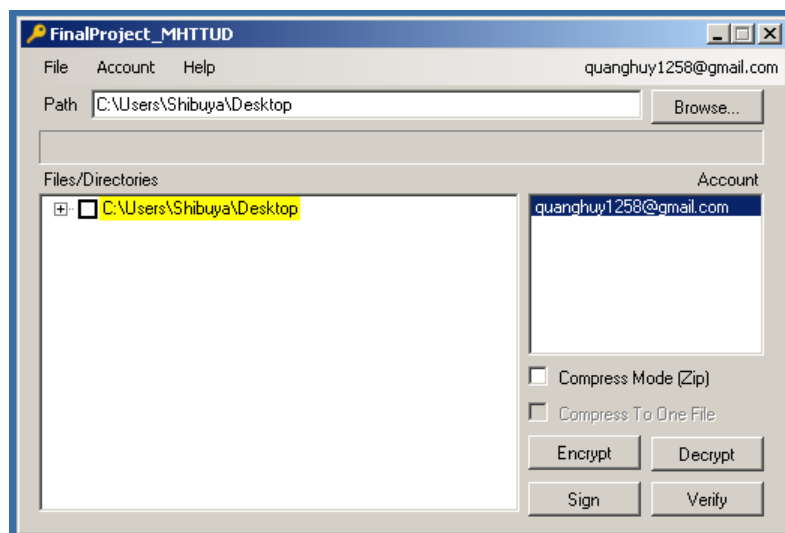 FinalProject_MHTTUD
File Account Help quanghuy1258@gmail.com
Path C:\Users\Shibuya\Desktop Browse...
Files/Directories Account
C:\Users\Shibuya\Desktop quanghuy1258@gmail.com
Compress Mode (Zip)
Compress To One File
Encrypt Decrypt
Sign Verify